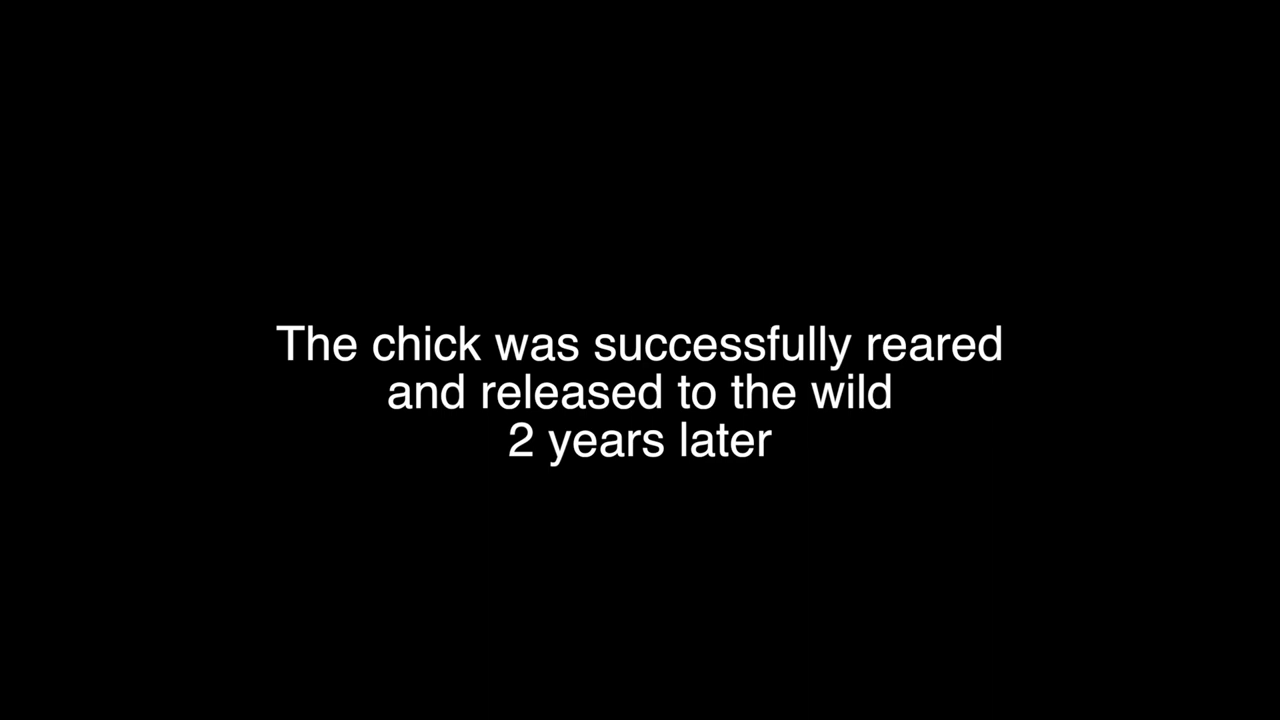 The chick was successfully reared
and released to the wild
2 years later